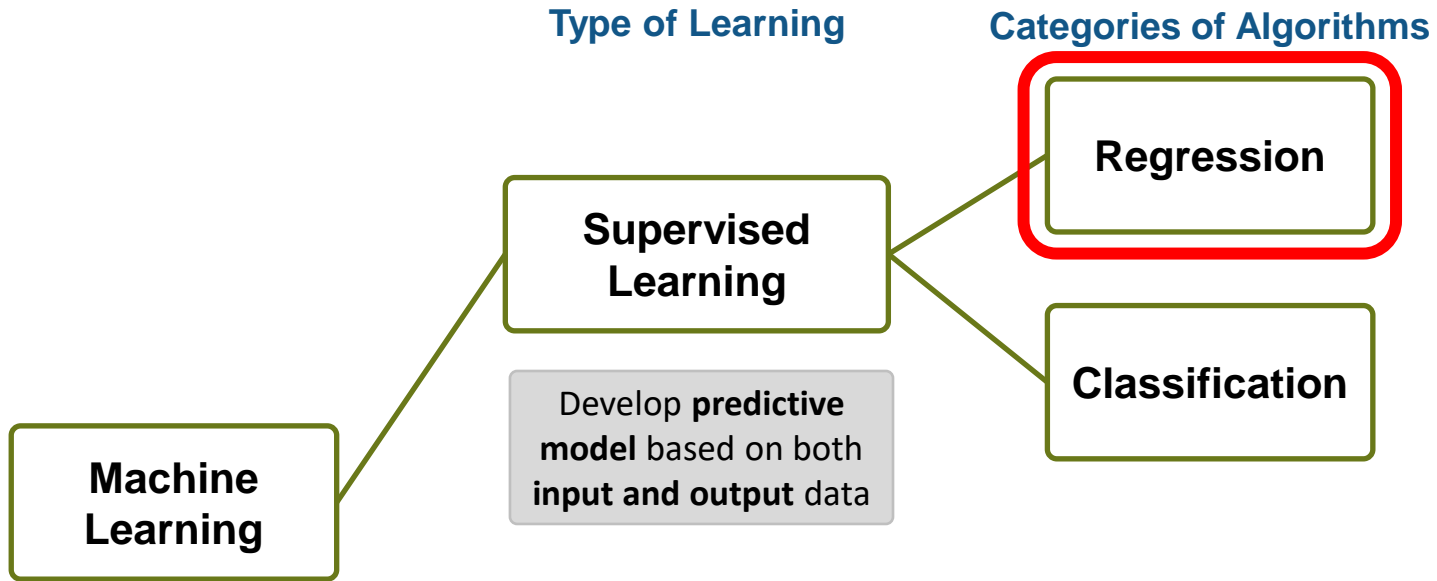 Type of Learning
Categories of Algorithms
Regression
Supervised
Learning
Classification
Develop predictive
model based on both
input and output data
Machine
Learning